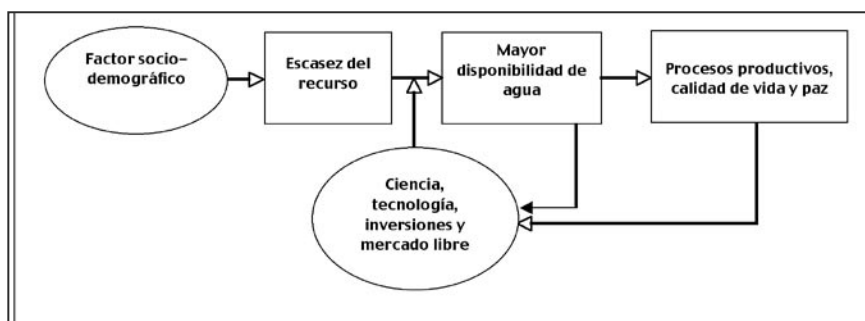 Factor socio-
demográfico
Escasez del
recurso
Mayor
disponibilidad de
agua
Procesos productivos,
calidad de vida y paz
Ciencia,
tecnología,
inversiones y
mercado libre